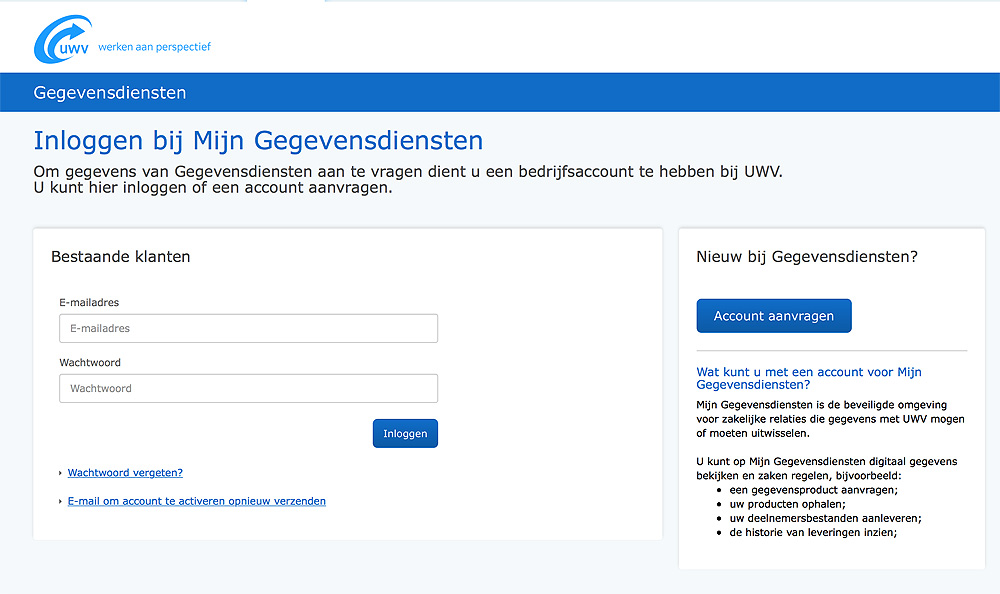 uwv werken aan perspectief
Gegevensdiensten
Inloggen bij Mijn Gegevensdiensten
Om gegevens van Gegevensdiensten aan te vragen dient u een bedrijfsaccount te hebben bij UWV.
U kunt hier inloggen of een account aanvragen.
Bestaande klanten
E-mailadres
E-mailadres
Wachtwoord
Wachtwoord
Inloggen
Wachtwoord vergeten?
E-mail om account te activeren opnieuw verzenden
Nieuw bij Gegevensdiensten?
Account aanvragen
Wat kunt u met een account voor Mijn
Gegevensdiensten?
Mijn Gegevensdiensten is de beveiligde omgeving
voor zakelijke relaties die gegevens met UWV mogen
of moeten uitwisselen.
U kunt op Mijn Gegevensdiensten digitaal gegevens
bekijken en zaken regelen, bijvoorbeeld:
• een gegevensproduct aanvragen;
• uw producten ophalen;
• uw deelnemersbestanden aanleveren;
• de historie van leveringen inzien;